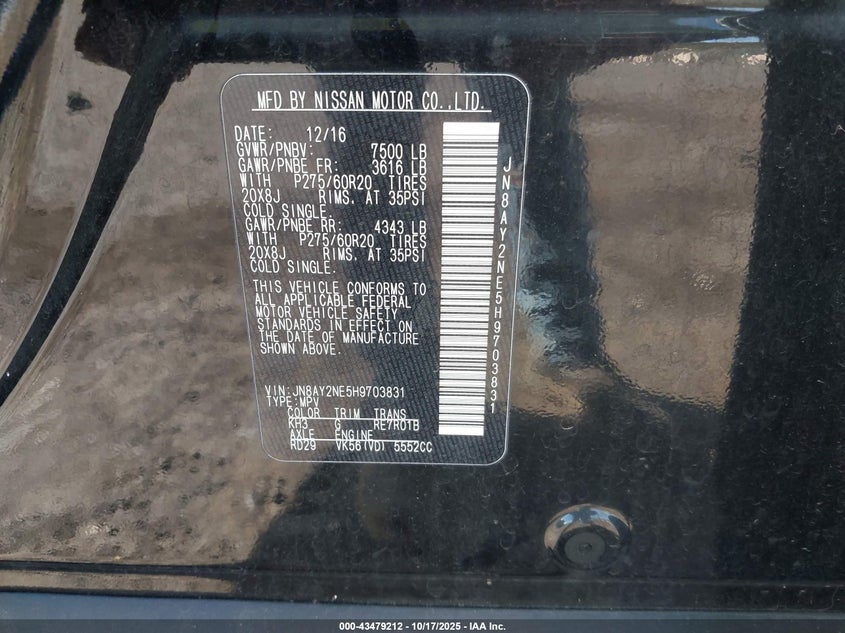 MFD BY NISSAN MOTOR CO.,LTD.
DATE: 12/16
GVWR/PNBV: 7500 LB
GAWR/PNBE FR: 3616 LB
WITH P275/60R20 TIRES
20X8J RIMS. AT 35PSI
COLD SINGLE.
GAWR/PNBE RR: 4343 LB
WITH P275/60R20 TIRES
20X8J RIMS. AT 35PSI
COLD SINGLE.
THIS VEHICLE CONFORMS TO
ALL APPLICABLE FEDERAL
MOTOR VEHICLE SAFETY
STANDARDS IN EFFECT ON
THE DATE OF MANUFACTURE
SHOWN ABOVE.
VIN:JN8AY2NE5H9703831
TYPE:MPV
COLOR TRIM TRANS
KH3 G RE7R01B
AXLE ENGINE
RD29 VK56(VD) 5552CC
JN8AY2NE5H9703831
000-43479212 - 10/17/2025 - IAA Inc.